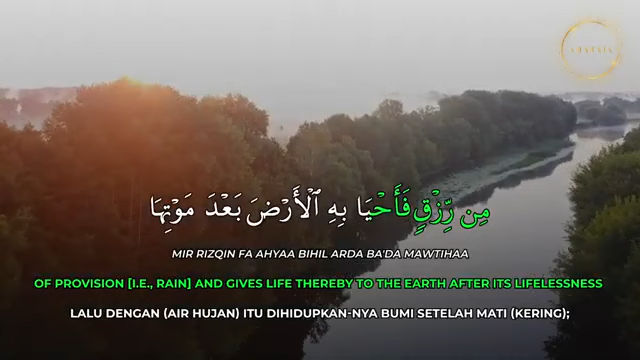 مِن رِّزْقٍ فَأَحْيَا بِهِ ٱلْأَرْضَ بَعْدَ مَوْتِهَا
MIR RIZQIN FA AHYAA BIHIL ARDA BA'DA MAWTIHAA
OF PROVISION [I.E., RAIN] AND GIVES LIFE THEREBY TO THE EARTH AFTER ITS LIFELESSNESS
LALU DENGAN (AIR HUJAN) ITU DIHIDUPKAN-NYA BUMI SETELAH MATI (KERING);